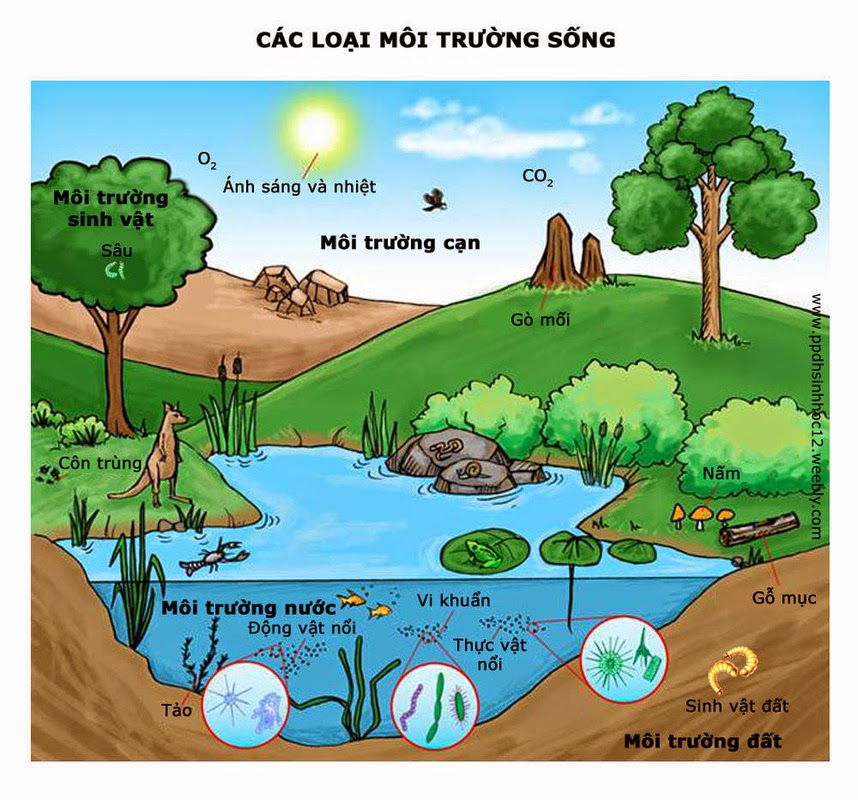 CÁC LOẠI MÔI TRƯỜNG SỐNG
O2
Ánh sáng và nhiệt
CO2
Môi trường
sinh vật
Sâu
Môi trường cạn
Gò mối
www.ppdhsinhhoc12.weebly.com
Côn trùng
Nấm
Gỗ mục
Môi trường nước
Vi khuẩn
Động vật nổi
Thực vật
nổi
Tảo
Sinh vật đất
Môi trường đất